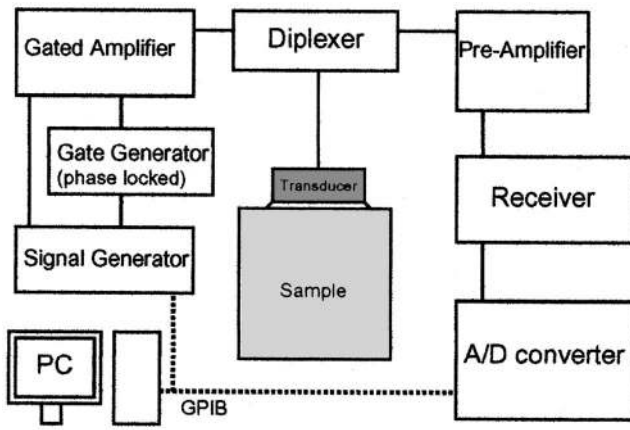 Gated Amplifier
Diplexer
Pre-Amplifier
Gate Generator
(phase locked)
Transducer
Receiver
Signal Generator
Sample
PC
A/D converter
GPIB